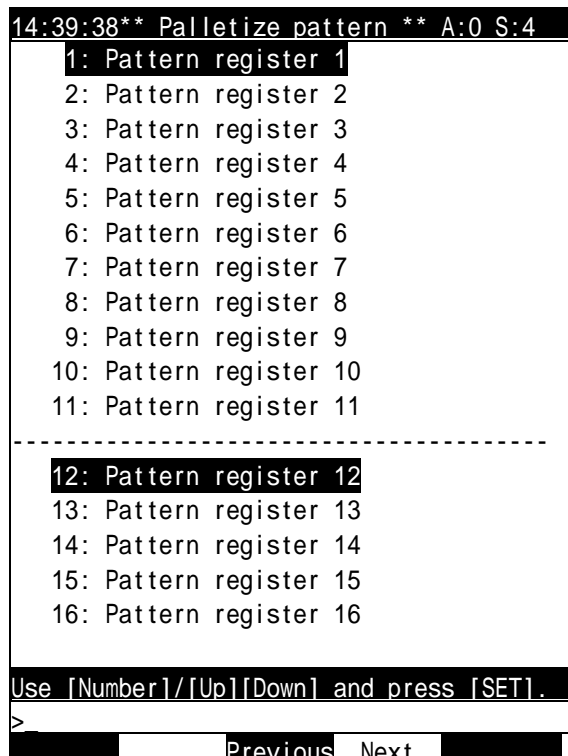 14:39:38** Palletize pattern ** A:0 S:4
1: Pattern register 1
2: Pattern register 2
3: Pattern register 3
4: Pattern register 4
5: Pattern register 5
6: Pattern register 6
7: Pattern register 7
8: Pattern register 8
9: Pattern register 9
10: Pattern register 10
11: Pattern register 11
----------------------------------------
12: Pattern register 12
13: Pattern register 13
14: Pattern register 14
15: Pattern register 15
16: Pattern register 16
Use [Number]/[Up][Down] and press [SET].
>_
Previous Next